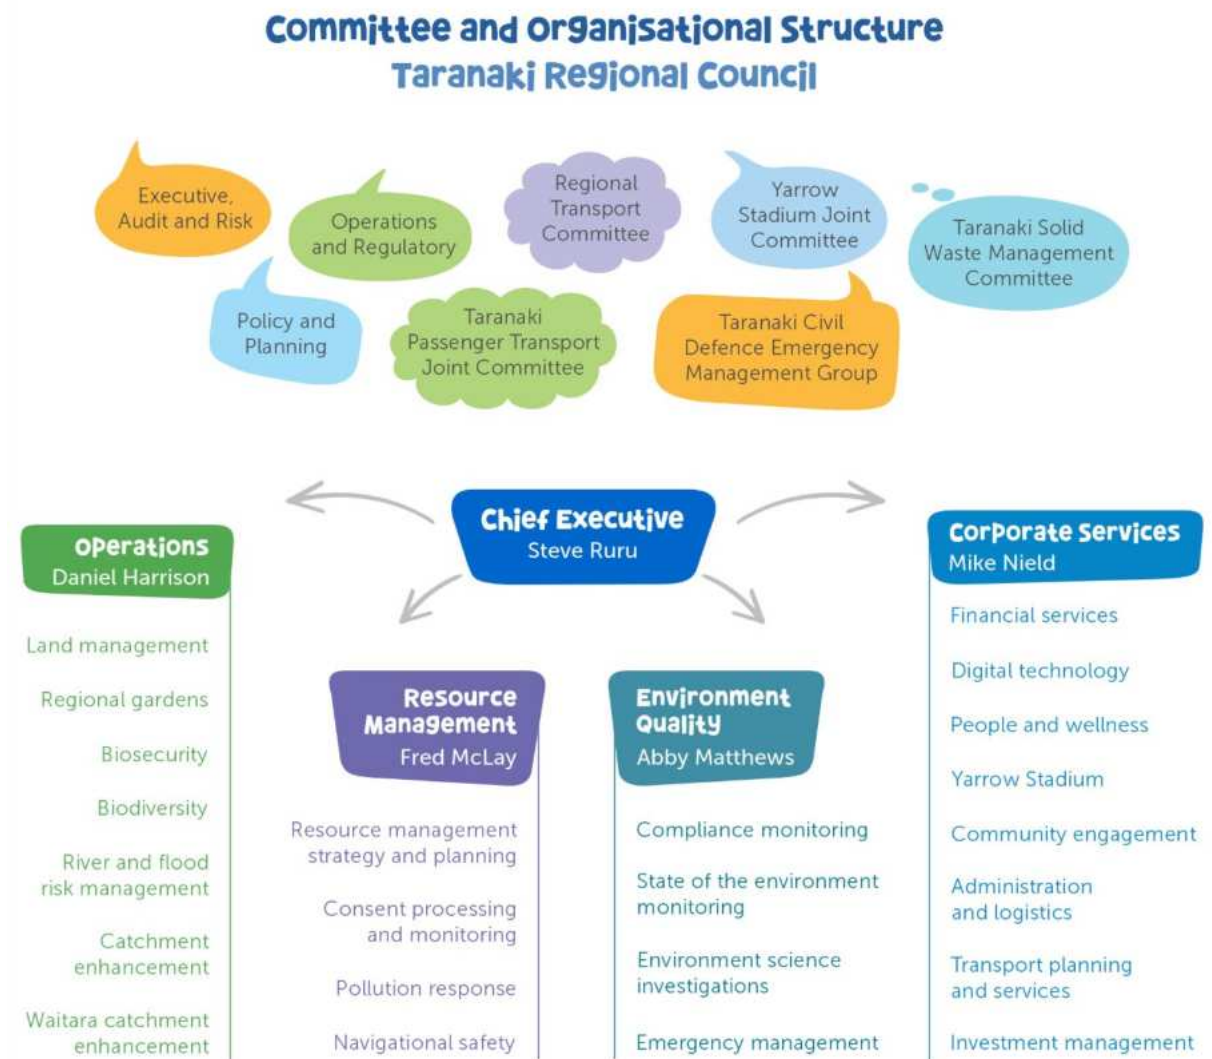 Committee and Organisational Structure
Taranaki Regional Council
Executive,
Audit and Risk
Operations
and Regulatory
Regional
Transport
Committee
Yarrow
Stadium Joint
Committee
Taranaki Solid
Waste Management
Committee
Policy and
Planning
Taranaki
Passenger Transport
Joint Committee
Taranaki Civil
Defence Emergency
Management Group
Chief Executive
Steve Ruru
Operations
Daniel Harrison
Land management
Regional gardens
Biosecurity
Biodiversity
River and flood
risk management
Catchment
enhancement
Waitara catchment
enhancement
Resource
Management
Fred McLay
Resource management
strategy and planning
Consent processing
and monitoring
Pollution response
Navigational safety
Environment
Quality
Abby Matthews
Compliance monitoring
State of the environment
monitoring
Environment science
investigations
Emergency management
Corporate Services
Mike Nield
Financial services
Digital technology
People and wellness
Yarrow Stadium
Community engagement
Administration
and logistics
Transport planning
and services
Investment management